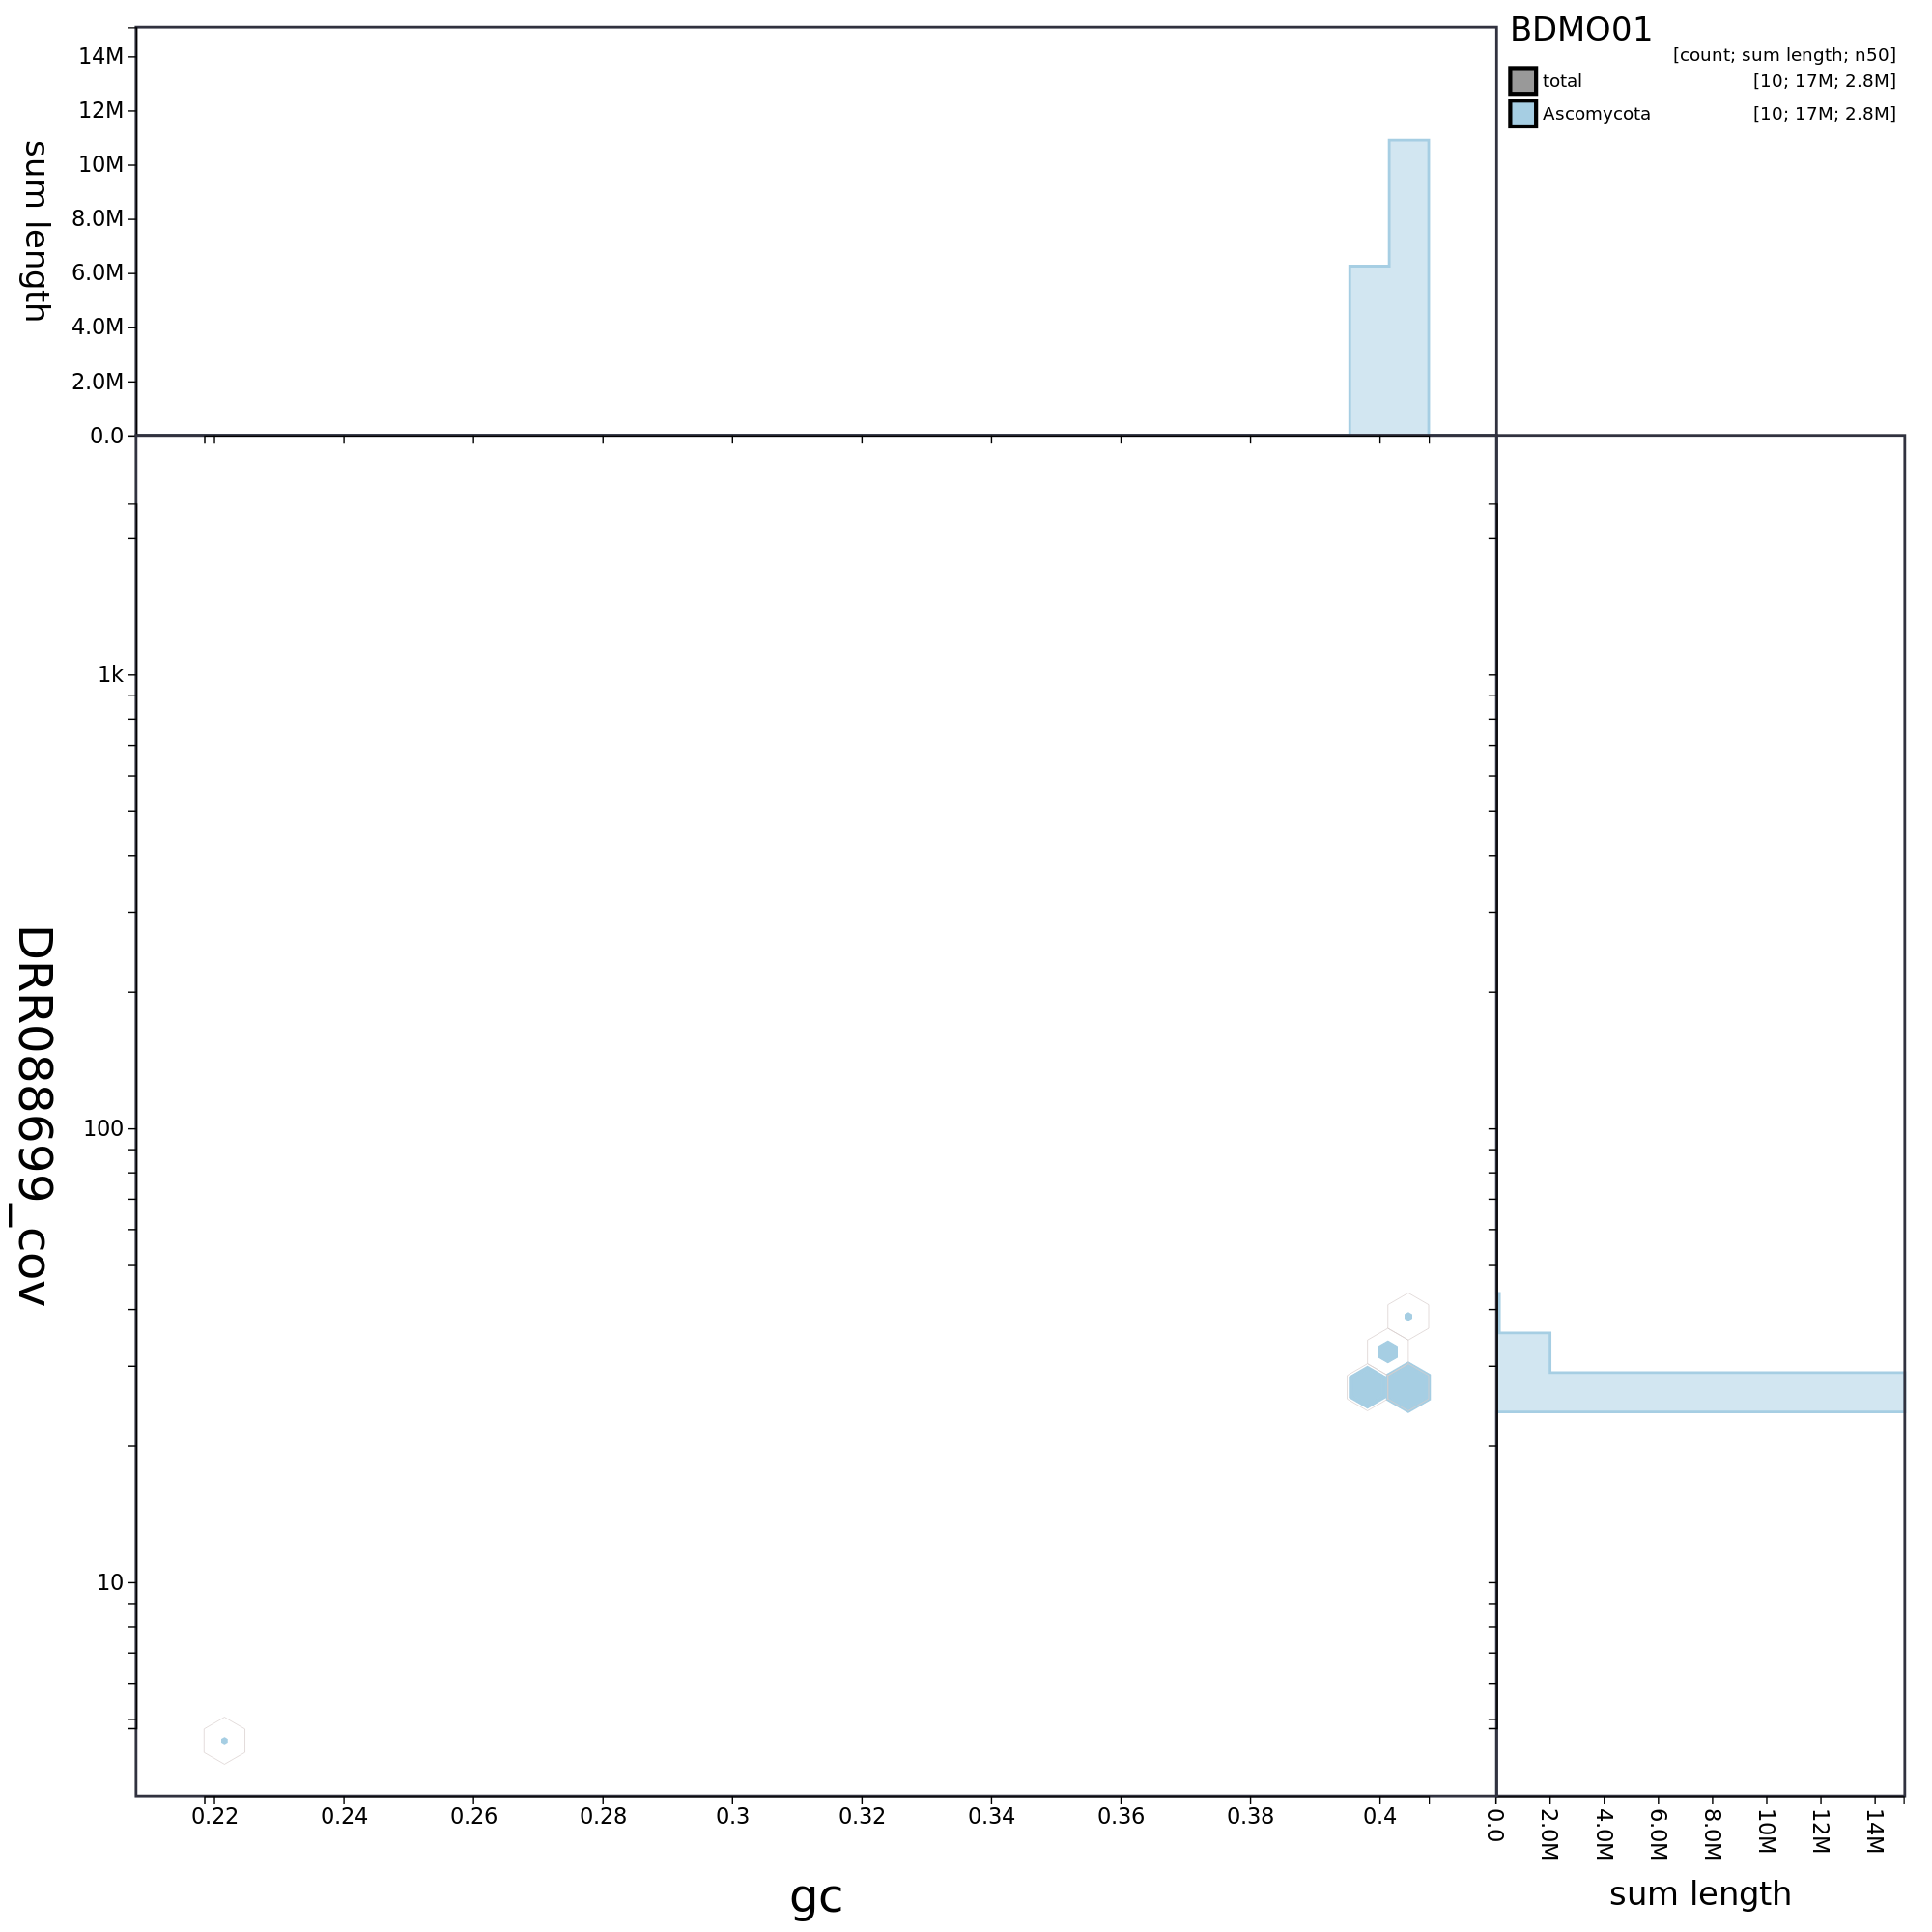 BDMO01
[count; sum length; n50]
total [10; 17M; 2.8M]
Ascomycota [10; 17M; 2.8M]
sum length
14M
12M
10M
8.0M
6.0M
4.0M
2.0M
0.0
DRR088699_cov
1k
100
10
0.22 0.24 0.26 0.28 0.3 0.32 0.34 0.36 0.38 0.4
gc
0.0 2.0M 4.0M 6.0M 8.0M 10M 12M 14M
sum length